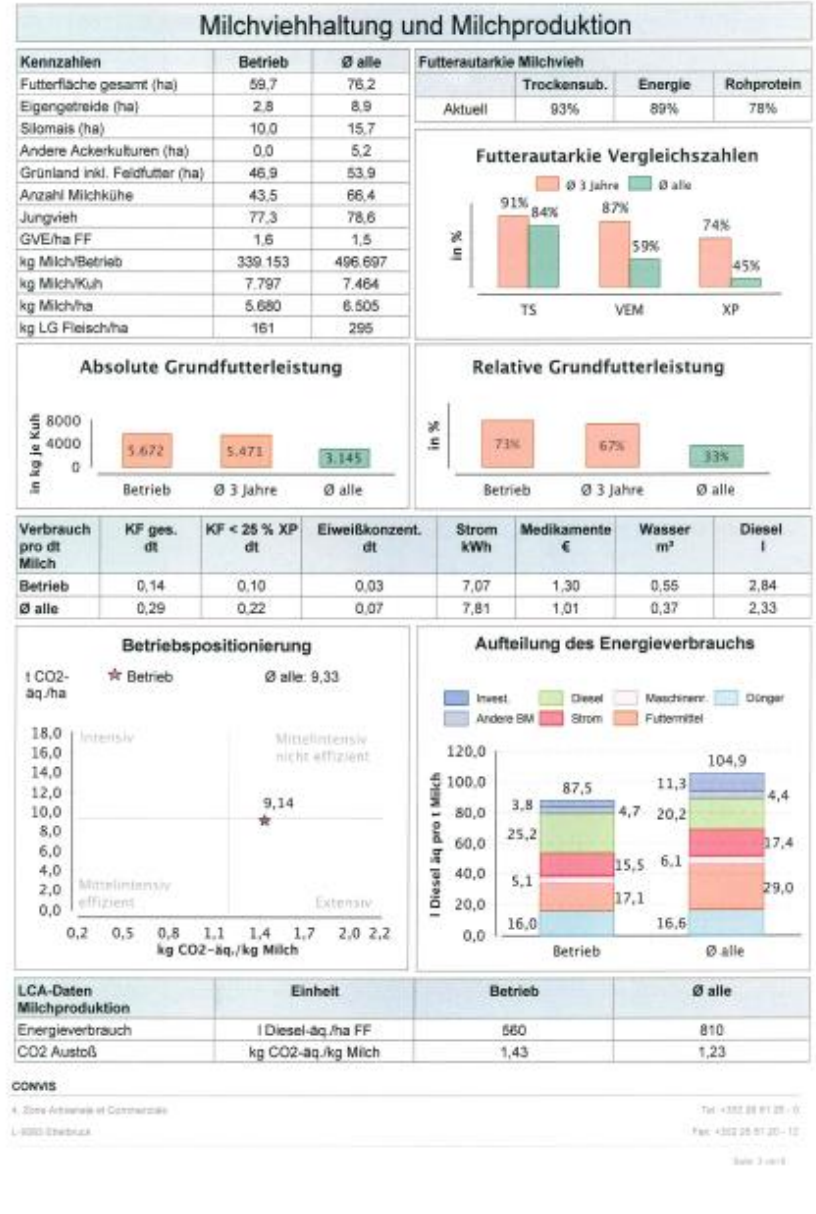 Milchviehhaltung und Milchproduktion
Kennzahlen Betrieb Ø alle
Futterfläche gesamt (ha) 59,7 76,2
Eigengetreide (ha) 2,8 8,9
Silomais (ha) 10,0 15,7
Andere Ackerkulturen (ha) 0,0 5,2
Grünland inkl. Feldfutter (ha) 46,9 53,9
Anzahl Milchkühe 43,5 66,4
Jungvieh 77,3 78,6
GVE/ha FF 1,6 1,5
kg Milch/Betrieb 339.153 496.697
kg Milch/Kuh 7.797 7.464
kg Milch/ha 5.680 6.505
kg LG Fleisch/ha 161 295
Futterautarkie Milchvieh
Trockensub. Energie Rohprotein
Aktuell 93% 89% 78%
Futterautarkie Vergleichszahlen
Ø 3 Jahre Ø alle
in %
91% 84% 87% 59% 74% 45%
TS VEM XP
Absolute Grundfutterleistung
in kg je Kuh
8000
4000
0
5.672 5.471 3.145
Betrieb Ø 3 Jahre Ø alle
Relative Grundfutterleistung
in %
73% 67% 33%
Betrieb Ø 3 Jahre Ø alle
Verbrauch pro dt Milch KF ges. dt KF < 25 % XP dt Eiweißkonzent. dt Strom kWh Medikamente € Wasser m³ Diesel l
Betrieb 0,14 0,10 0,03 7,07 1,30 0,55 2,84
Ø alle 0,29 0,22 0,07 7,81 1,01 0,37 2,33
Betriebspositionierung
t CO2-äq./ha
Betrieb Ø alle: 9,33
18,0
16,0
14,0
12,0
10,0
8,0
6,0
4,0
2,0
0,0
Intensiv
Mittelintensiv
nicht effizient
9,14
Mittelintensiv
effizient
Extensiv
0,2 0,5 0,8 1,1 1,4 1,7 2,0 2,2
kg CO2-äq./kg Milch
Aufteilung des Energieverbrauchs
Invest. Diesel Maschinenr. Dünger
Andere BM Strom Futtermittel
l Diesel äq pro t Milch
120,0
100,0
80,0
60,0
40,0
20,0
0,0
87,5
3,8
4,7
25,2
15,5
5,1
17,1
16,0
104,9
11,3
4,4
20,2
17,4
6,1
29,0
16,6
Betrieb Ø alle
LCA-Daten Milchproduktion Einheit Betrieb Ø alle
Energieverbrauch l Diesel-äq./ha FF 560 810
CO2 Austoß kg CO2-äq./kg Milch 1,43 1,23
CONVIS
4, Zone Artisanale et Commerciale